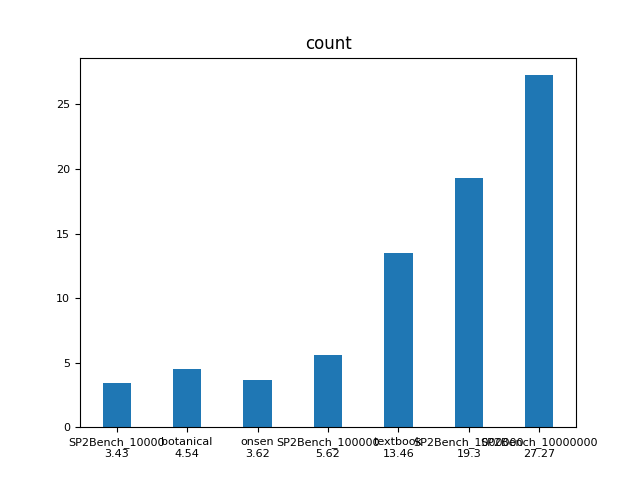 count
25
20
15
10
5
0
SP2Bench_10000 botanical onsen SP2Bench_100000 textbook SP2Bench_1000000 SP2Bench_10000000
3.43 4.54 3.62 5.62 13.46 19.3 27.27